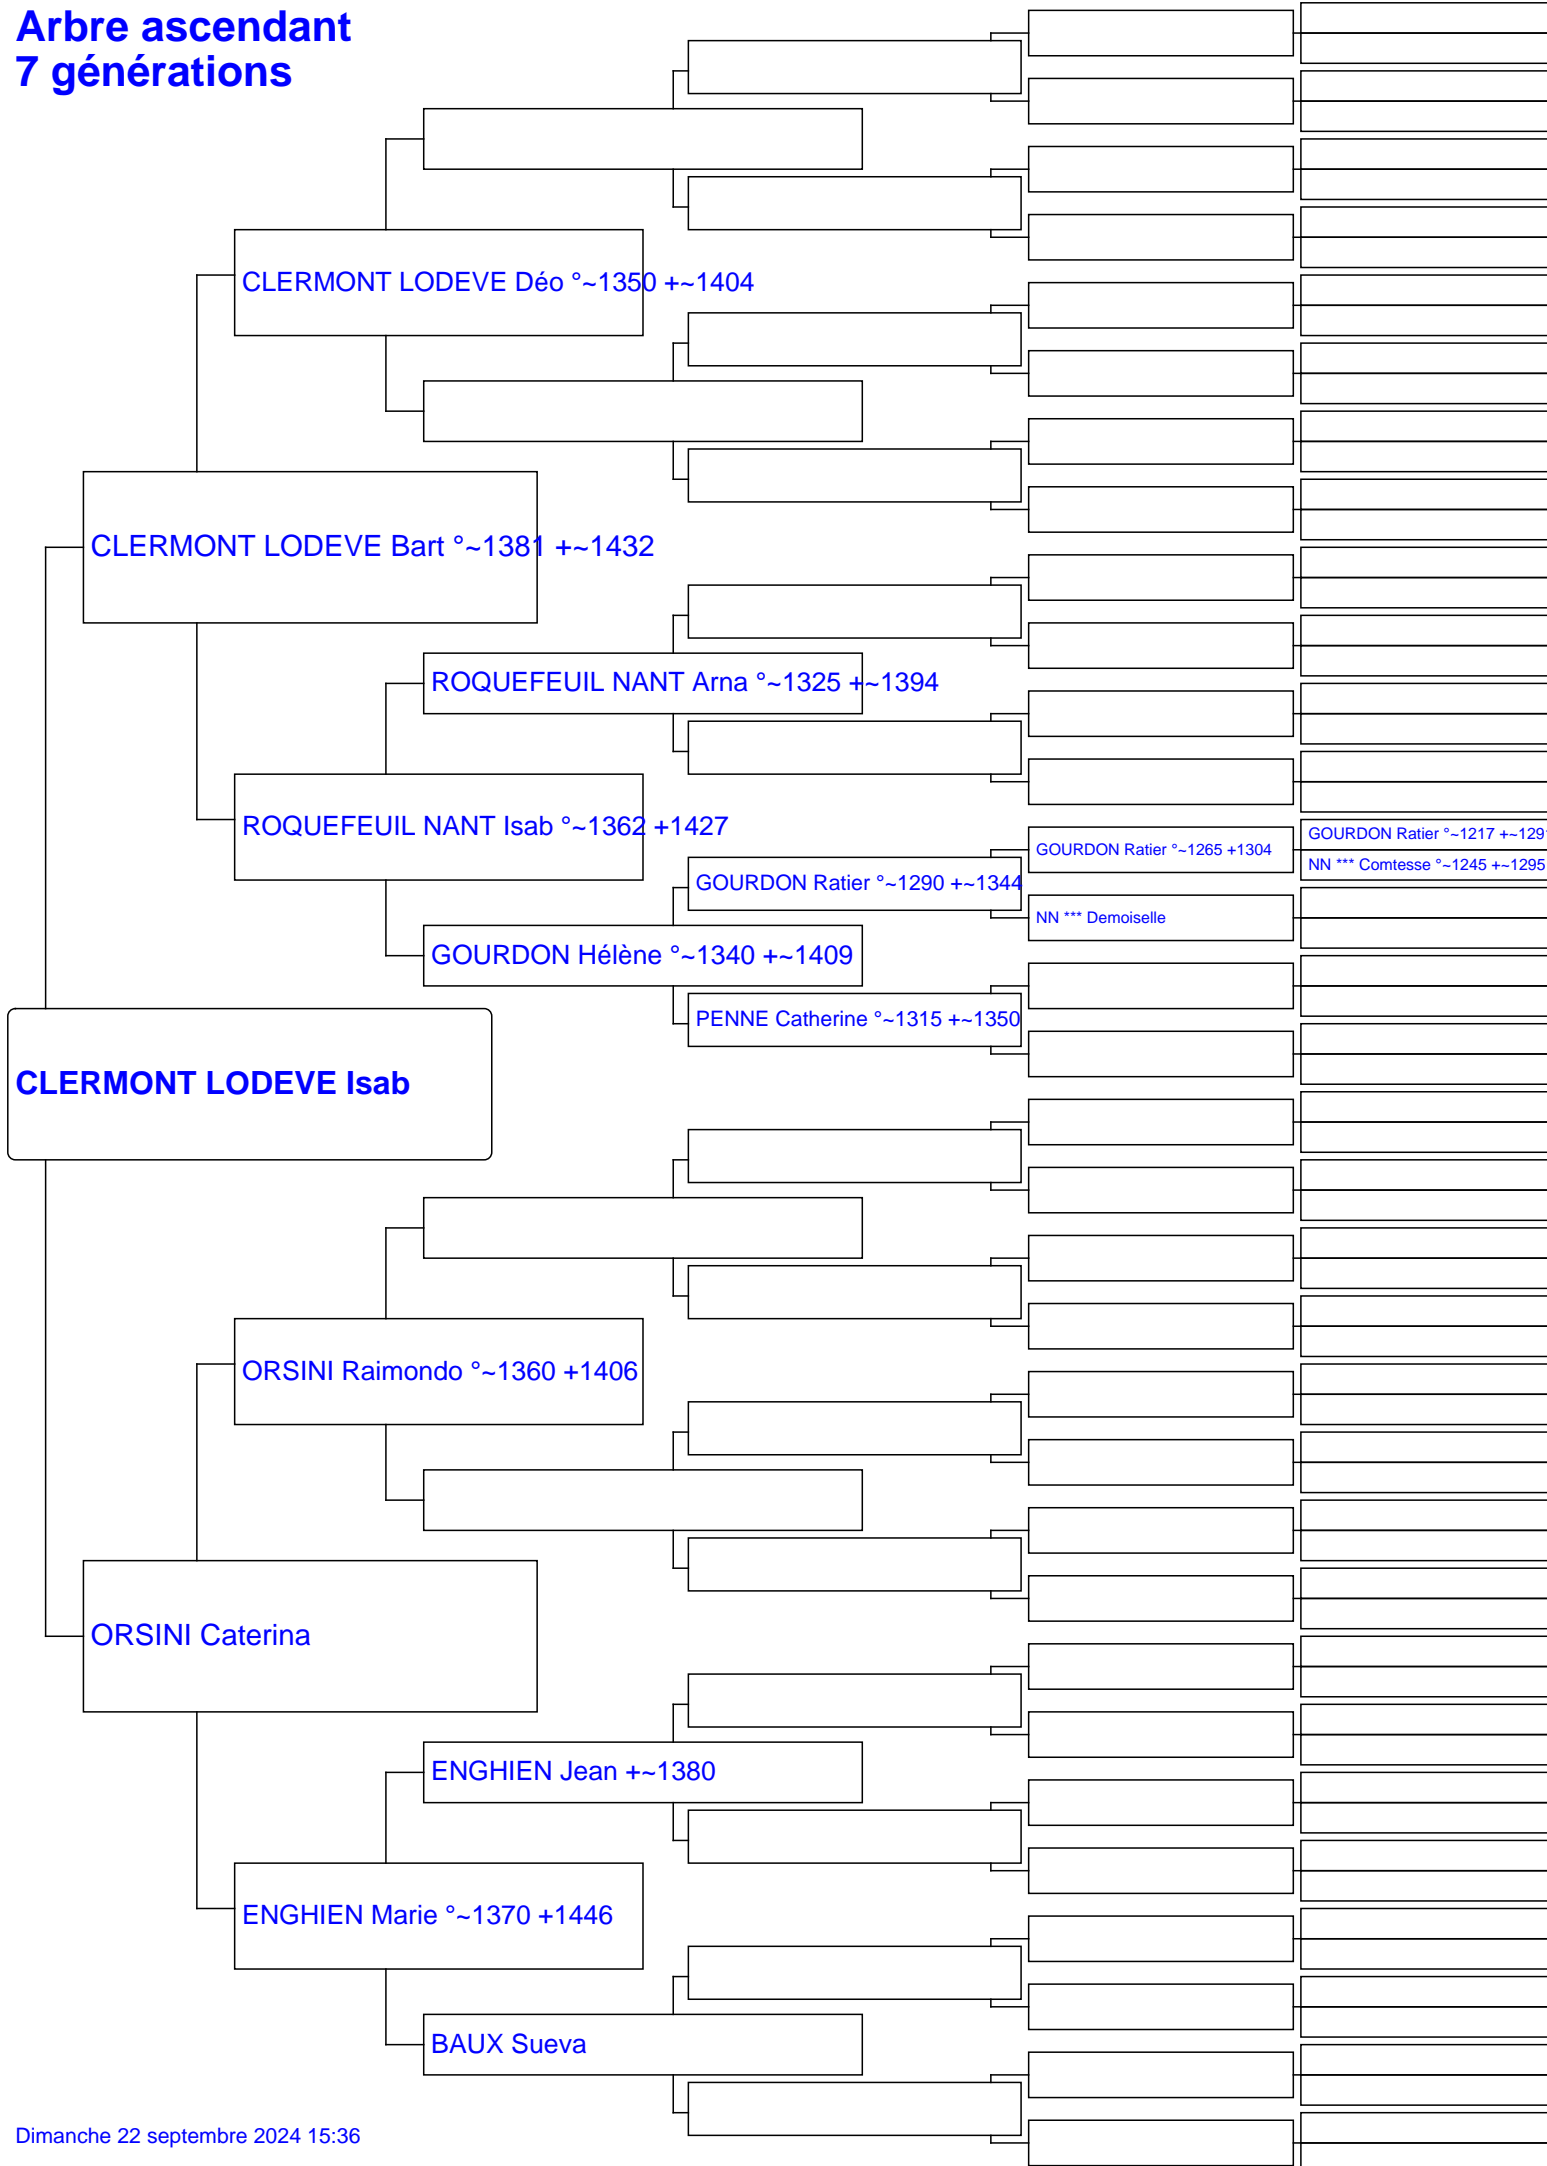 Arbre ascendant
7 générations
CLERMONT LODEVE Déo °~1350 +~1404
CLERMONT LODEVE Bart °~1381 +~1432
ROQUEFEUIL NANT Arna °~1325 +~1394
ROQUEFEUIL NANT Isab °~1362 +1427
GOURDON Ratier °~1217 +~1291
GOURDON Ratier °~1265 +1304
NN *** Comtesse °~1245 +~1295
GOURDON Ratier °~1290 +~1344
NN *** Demoiselle
GOURDON Hélène °~1340 +~1409
PENNE Catherine °~1315 +~1350
CLERMONT LODEVE Isab
ORSINI Raimondo °~1360 +1406
ORSINI Caterina
ENGHIEN Jean +~1380
ENGHIEN Marie °~1370 +1446
BAUX Sueva
Dimanche 22 septembre 2024 15:36